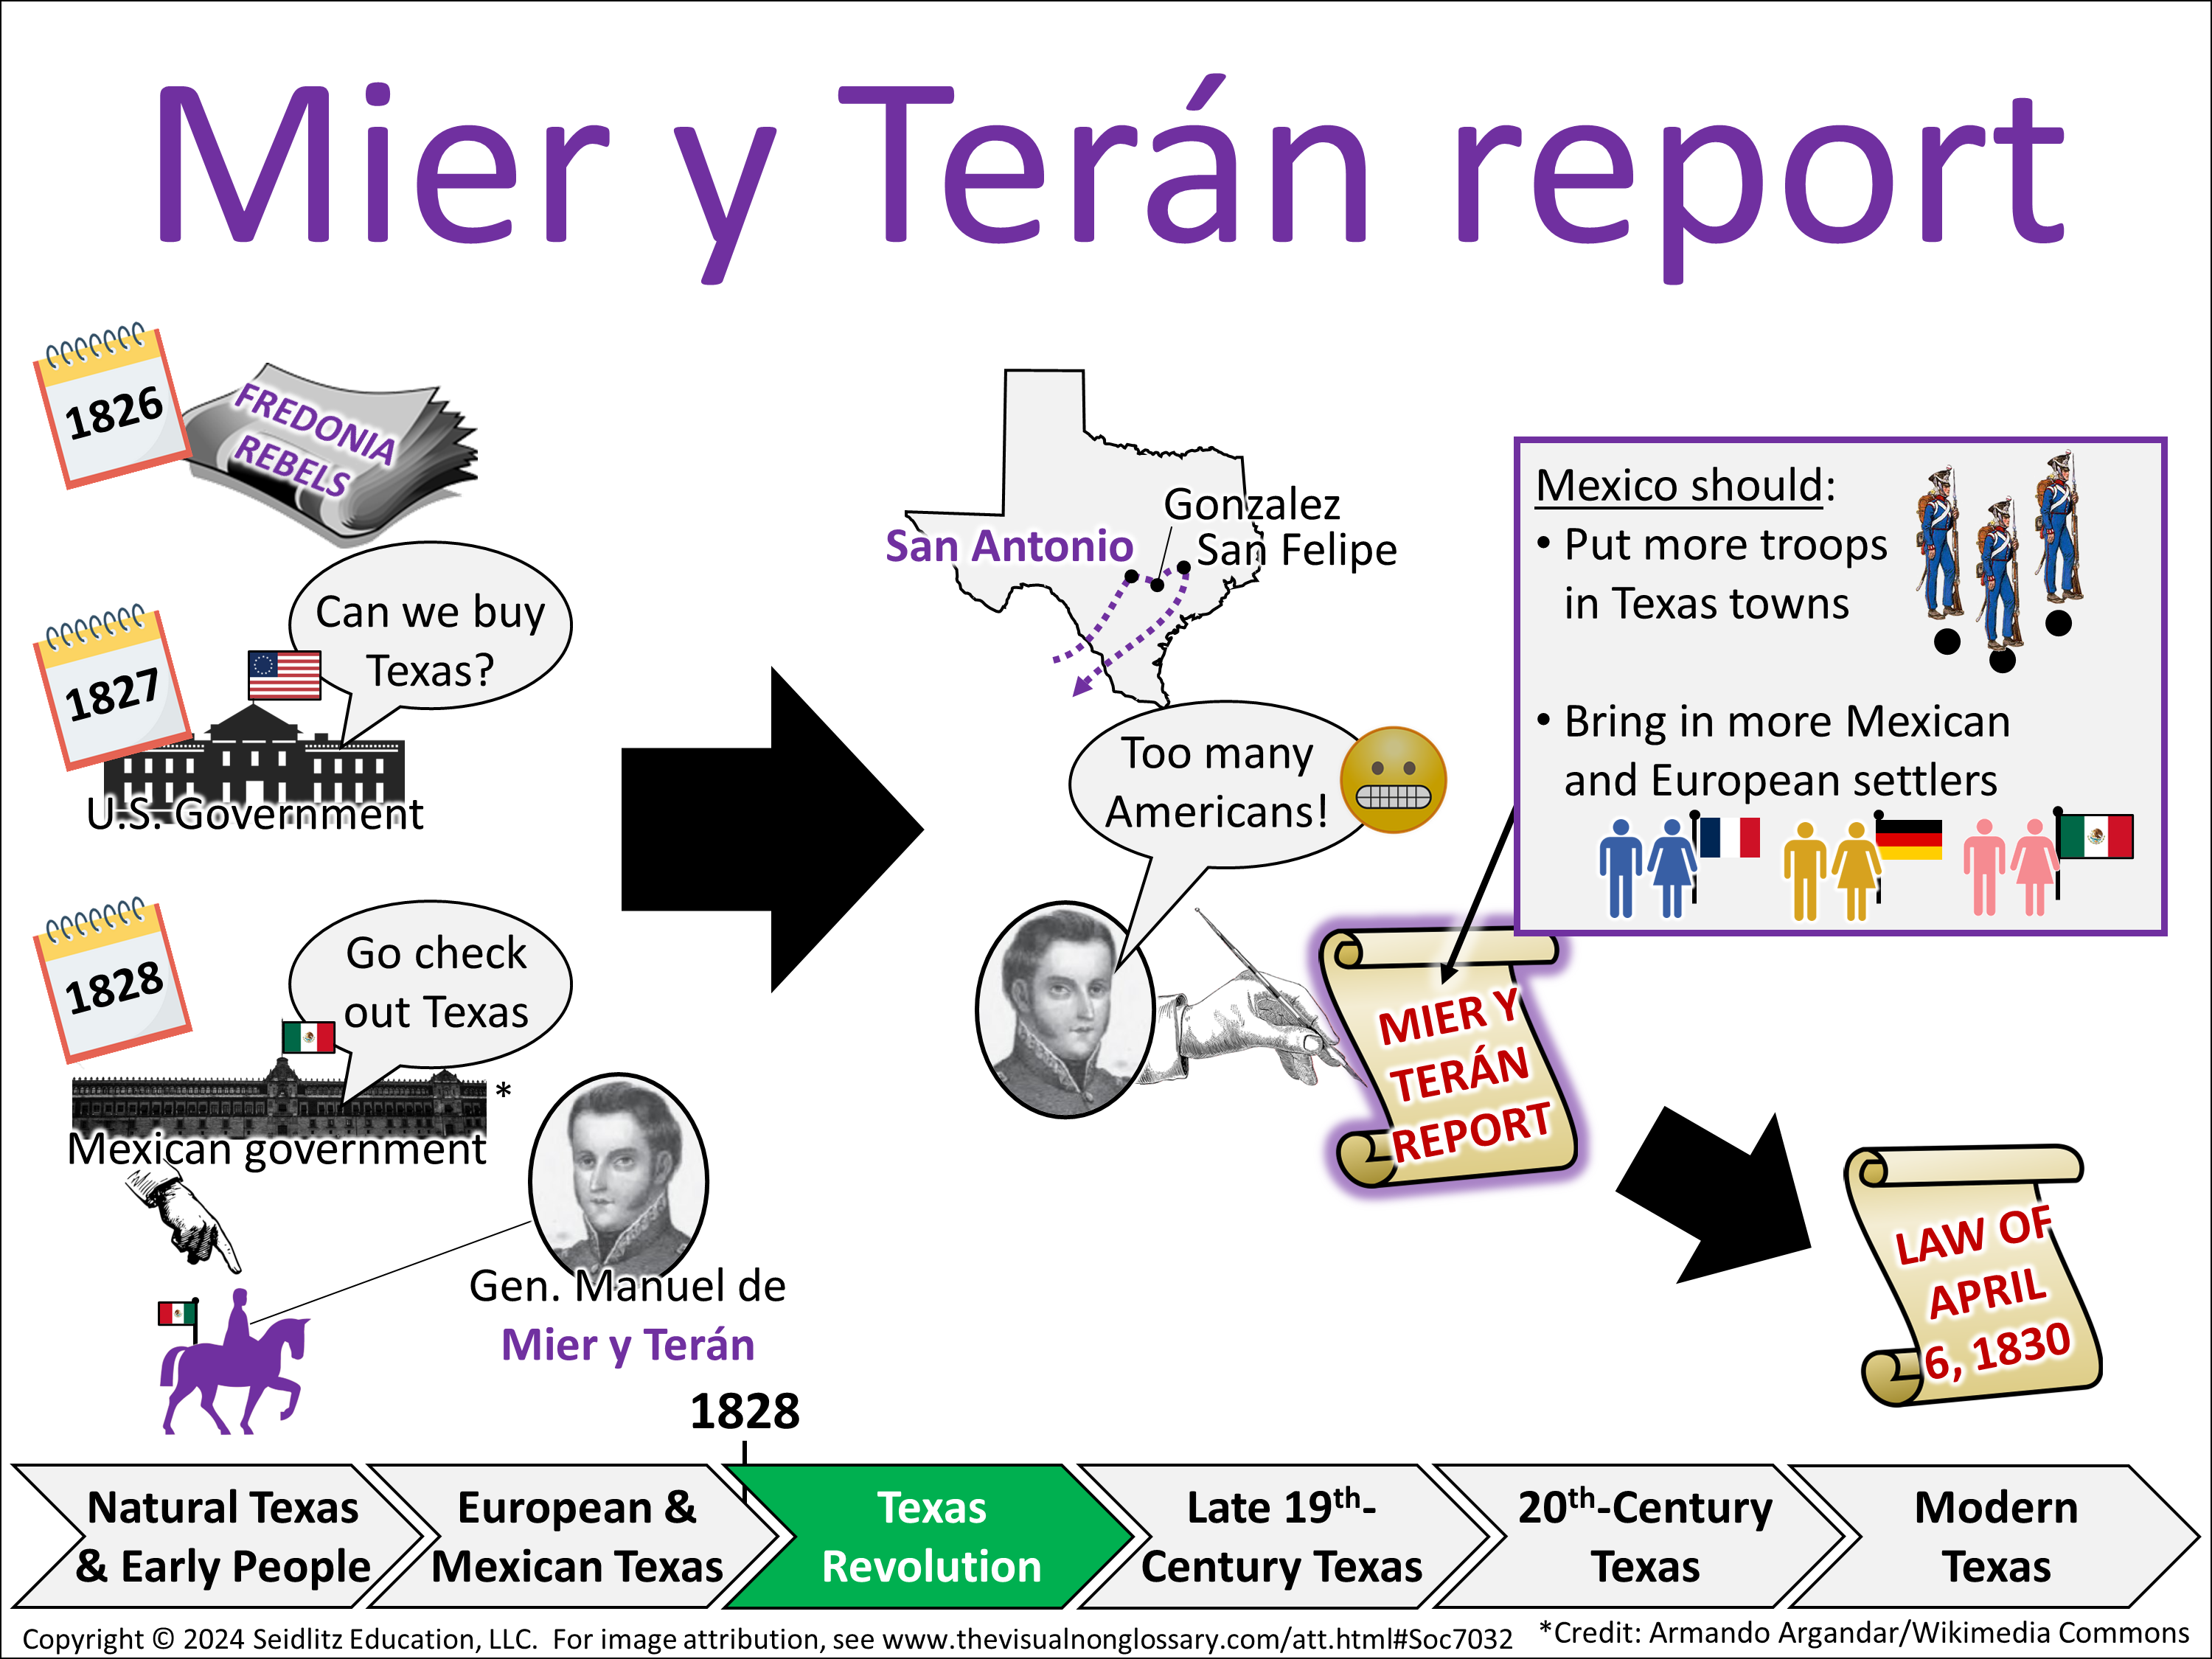 Mier y Terán report
1826
FREDONIA
REBELS
1827
Can we buy
Texas?
U.S. Government
1828
Go check
out Texas
*
Mexican government
Gen. Manuel de
Mier y Terán
Gonzalez
San Antonio
San Felipe
Too many
Americans!
Mexico should:
• Put more troops
in Texas towns
• Bring in more Mexican
and European settlers
MIER Y
TERÁN
REPORT
LAW OF
APRIL
6, 1830
1828
Natural Texas
& Early People
European &
Mexican Texas
Texas
Revolution
Late 19th-
Century Texas
20th-Century
Texas
Modern
Texas
Copyright © 2024 Seidlitz Education, LLC.  For image attribution, see www.thevisualnonglossary.com/att.html#Soc7032
*Credit: Armando Argandar/Wikimedia Commons